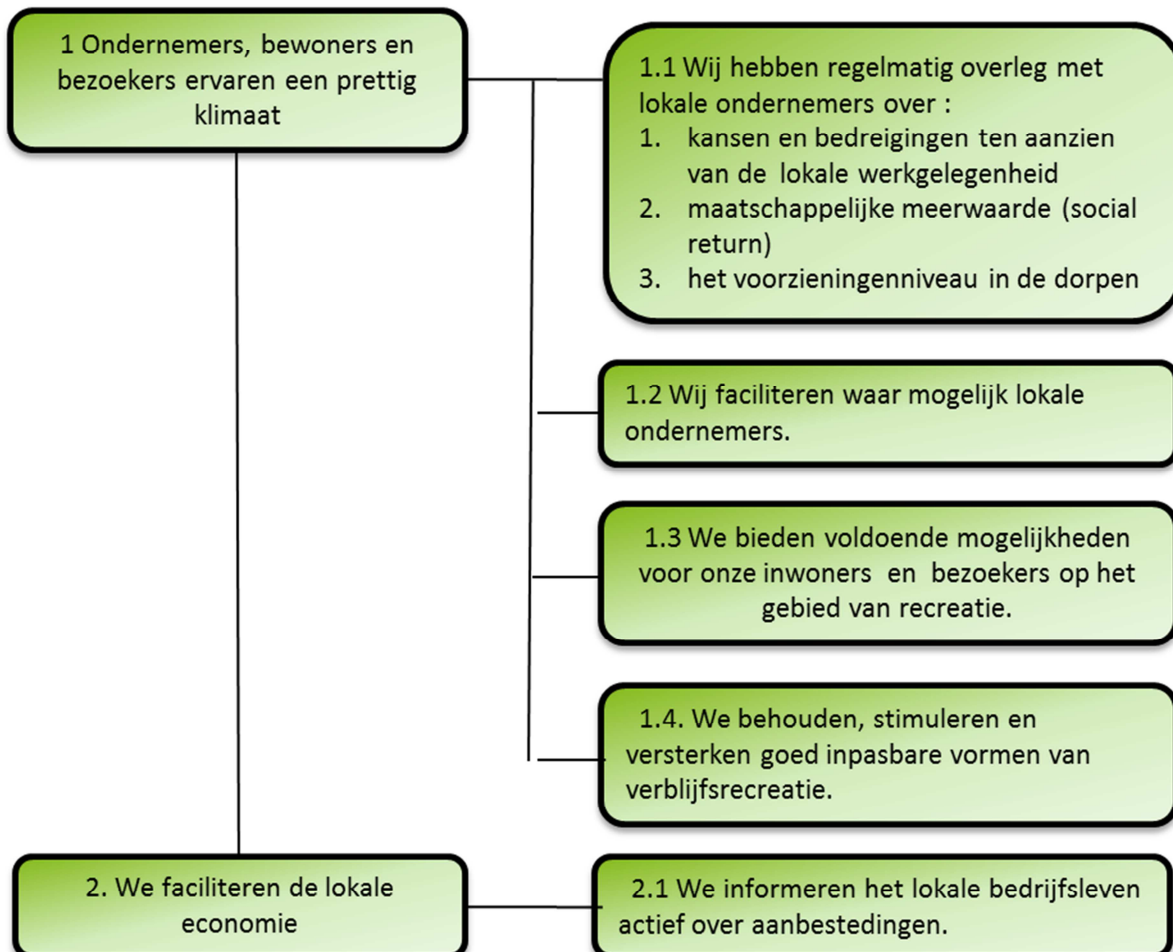 1 Ondernemers, bewoners en
bezoekers ervaren een prettig
klimaat
1.1 Wij hebben regelmatig overleg met
lokale ondernemers over :
1. kansen en bedreigingen ten aanzien
van de lokale werkgelegenheid
2. maatschappelijke meerwaarde (social
return)
3. het voorzieningenniveau in de dorpen
1.2 Wij faciliteren waar mogelijk lokale
ondernemers.
1.3 We bieden voldoende mogelijkheden
voor onze inwoners en bezoekers op het
gebied van recreatie.
1.4. We behouden, stimuleren en
versterken goed inpasbare vormen van
verblijfsrecreatie.
2. We faciliteren de lokale
economie
2.1 We informeren het lokale bedrijfsleven
actief over aanbestedingen.